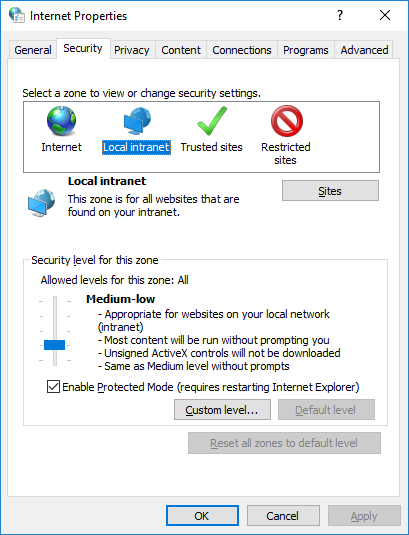 Internet Properties
General Security Privacy Content Connections Programs Advanced
Select a zone to view or change security settings.
Internet Local intranet Trusted sites Restricted
sites
Local intranet
This zone is for all websites that are
found on your intranet.
Sites
Security level for this zone
Allowed levels for this zone: All
Medium-low
- Appropriate for websites on your local network
(intranet)
- Most content will be run without prompting you
- Unsigned ActiveX controls will not be downloaded
- Same as Medium level without prompts
Enable Protected Mode (requires restarting Internet Explorer)
Custom level... Default level
Reset all zones to default level
OK Cancel Apply